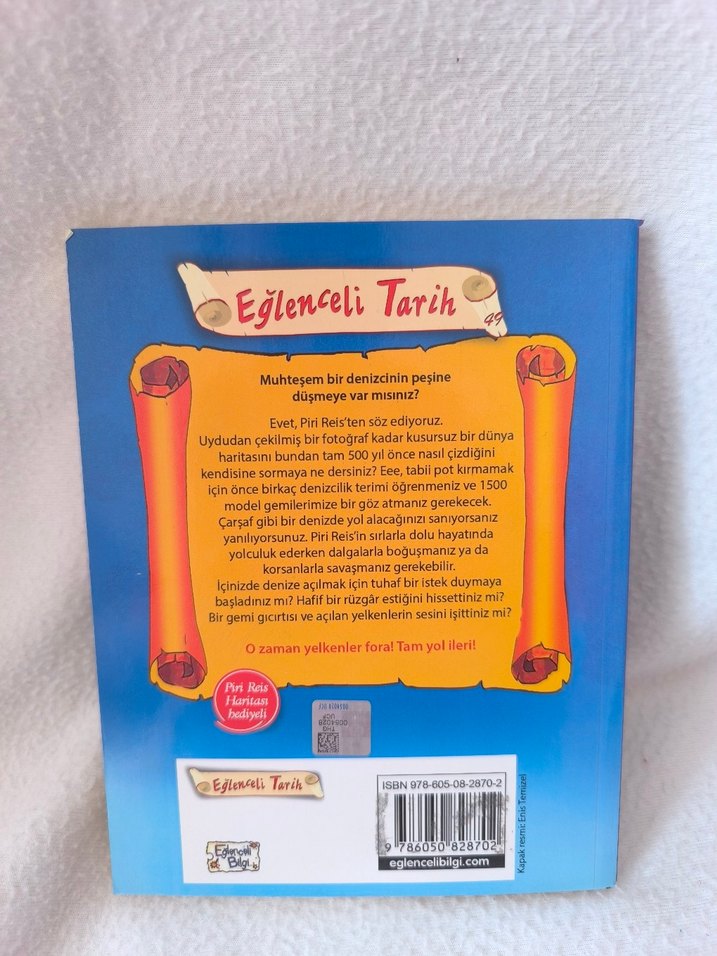 Eğlenceli Tarih
49
Muhteşem bir denizcinin peşine
düşmeye var mısınız?
Evet, Piri Reis'ten söz ediyoruz.
Uydudan çekilmiş bir fotoğraf kadar kusursuz bir dünya
haritasını bundan tam 500 yıl önce nasıl çizdiğini
kendisine sormaya ne dersiniz? Eee, tabii pot kırmamak
için önce birkaç denizcilik terimi öğrenmeniz ve 1500
model gemilerimize bir göz atmanız gerekecek.
Çarşaf gibi bir denizde yol alacağınızı sanıyorsanız
yanılıyorsunuz. Piri Reis'in sırlarla dolu hayatında
yolculuk ederken dalgalarla boğuşmanız ya da
korsanlarla savaşmanız gerekebilir.
İçinizde denize açılmak için tuhaf bir istek duymaya
başladınız mı? Hafif bir rüzgâr estiğini hissettiniz mi?
Bir gemi gıcırtısı ve açılan yelkenlerin sesini işittiniz mi?
O zaman yelkenler fora! Tam yol ileri!
Piri Reis
Haritası
hediyeli
0084028 UCF
0084028
UCF
THG
Eğlenceli Tarih
Eğlenceli
Bilgi
ISBN 978-605-08-2870-2
9 786050 828702
eglencelibilgi.com
Kapak resmi: Enis Temizel